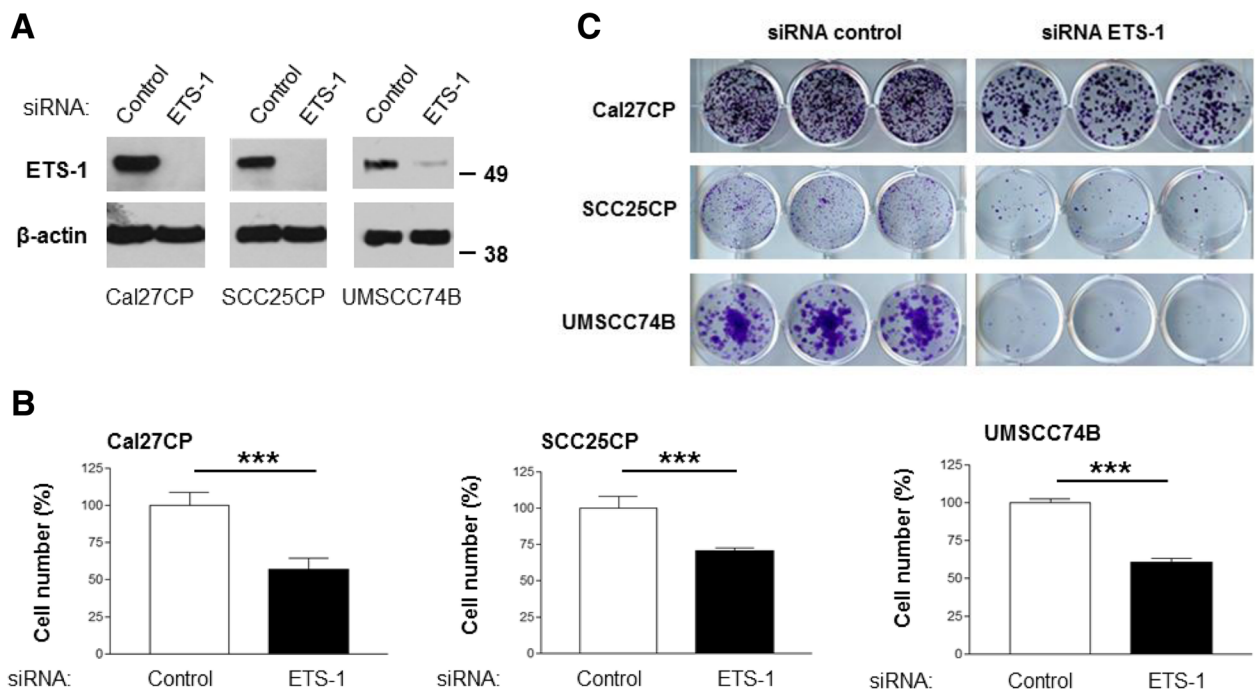 A
siRNA:
Control
ETS-1
Control
ETS-1
Control
ETS-1
ETS-1
49
β-actin
38
Cal27CP
SCC25CP
UMSCC74B
C
siRNA control
siRNA ETS-1
Cal27CP
SCC25CP
UMSCC74B
B
Cal27CP
***
Cell number (%)
125
100
75
50
25
0
siRNA:
Control
ETS-1
SCC25CP
***
Cell number (%)
125
100
75
50
25
0
siRNA:
Control
ETS-1
UMSCC74B
***
Cell number (%)
125
100
75
50
25
0
siRNA:
Control
ETS-1